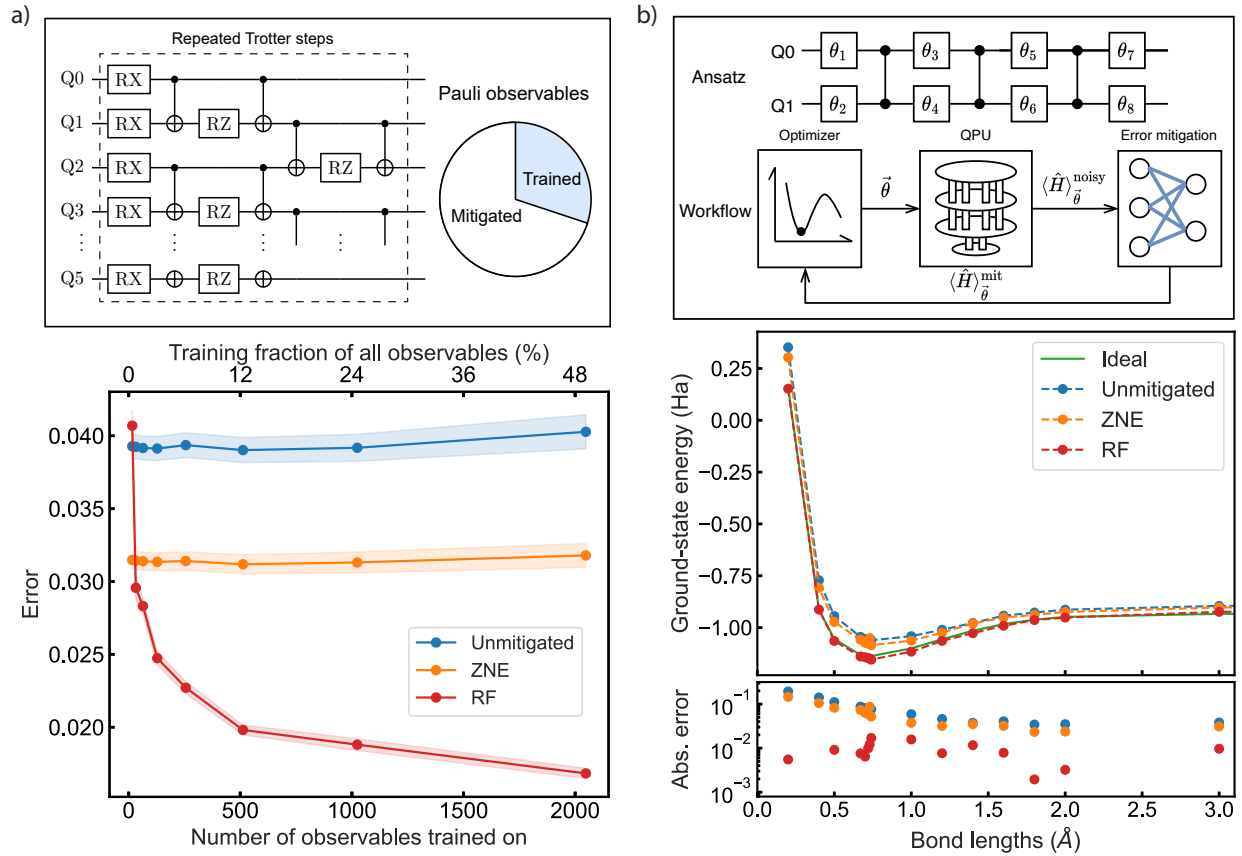 a)
Repeated Trotter steps
Q0 RX
Q1 RX RZ
Q2 RX RZ
Q3 RX RZ
⋮ ⋮ ⋮ ⋮ ⋮
Q5 RX RZ
Pauli observables
Trained
Mitigated
Training fraction of all observables (%)
0 12 24 36 48
0.040
0.035
0.030
0.025
0.020
Error
Unmitigated
ZNE
RF
0 500 1000 1500 2000
Number of observables trained on
b)
Ansatz
Q0 θ1 θ3 θ5 θ7
Q1 θ2 θ4 θ6 θ8
Optimizer QPU Error mitigation
Workflow
θ⃗
⟨Ĥ⟩θ⃗ noisy
⟨Ĥ⟩θ⃗ mit
0.25
0.00
−0.25
−0.50
−0.75
−1.00
Ground-state energy (Ha)
Ideal
Unmitigated
ZNE
RF
10⁻¹
10⁻²
10⁻³
Abs. error
0.0 0.5 1.0 1.5 2.0 2.5 3.0
Bond lengths (Å)